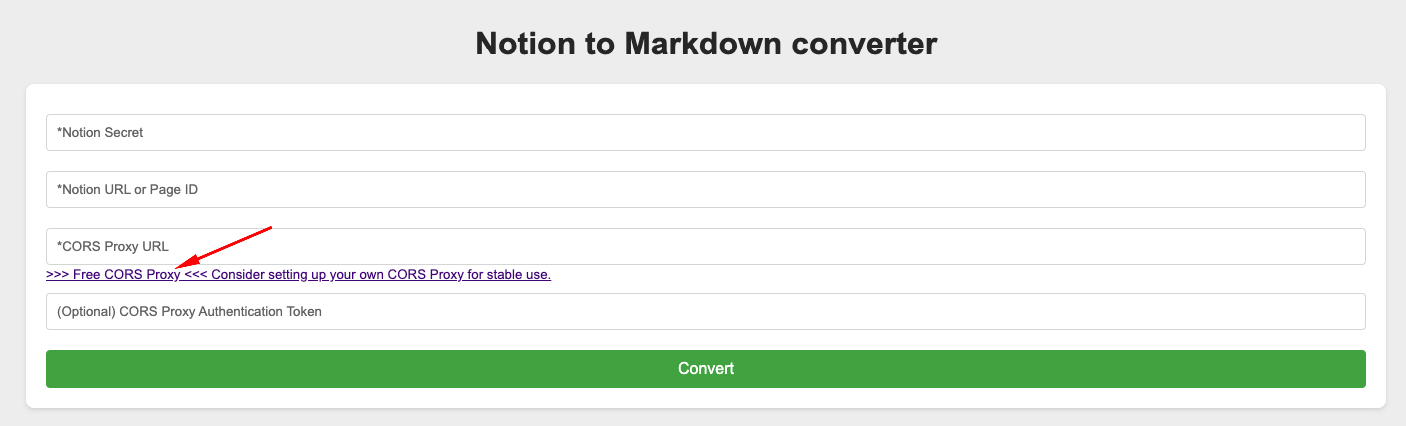 Notion to Markdown converter
*Notion Secret
*Notion URL or Page ID
*CORS Proxy URL
>>> Free CORS Proxy <<< Consider setting up your own CORS Proxy for stable use.
(Optional) CORS Proxy Authentication Token
Convert